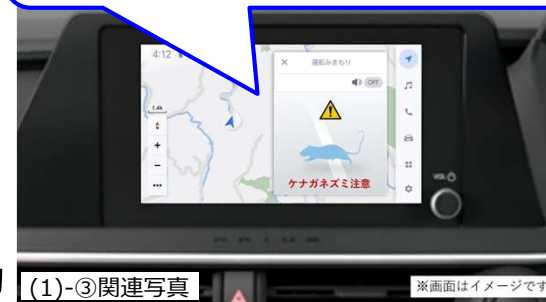 4:12
運転みまもり
OFF
1.4k
ケナガネズミ注意
VOL
(1)-③関連写真
※画面はイメージです